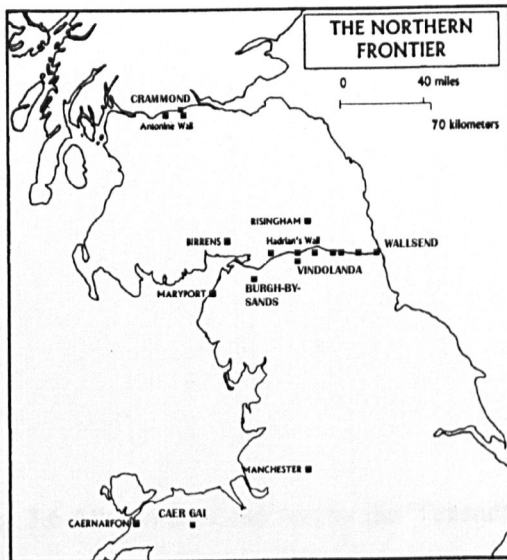 THE NORTHERN
FRONTIER
0 40 miles
70 kilometers
CRAMMOND
Anionine Wall
RISINGHAM
BIRRENS
Hadrian's Wall
WALLSEND
VINDOLANDA
BURGH-BY-
SANDS
MARYPORT
MANCHESTER
CAER GAI
CAERNARFON